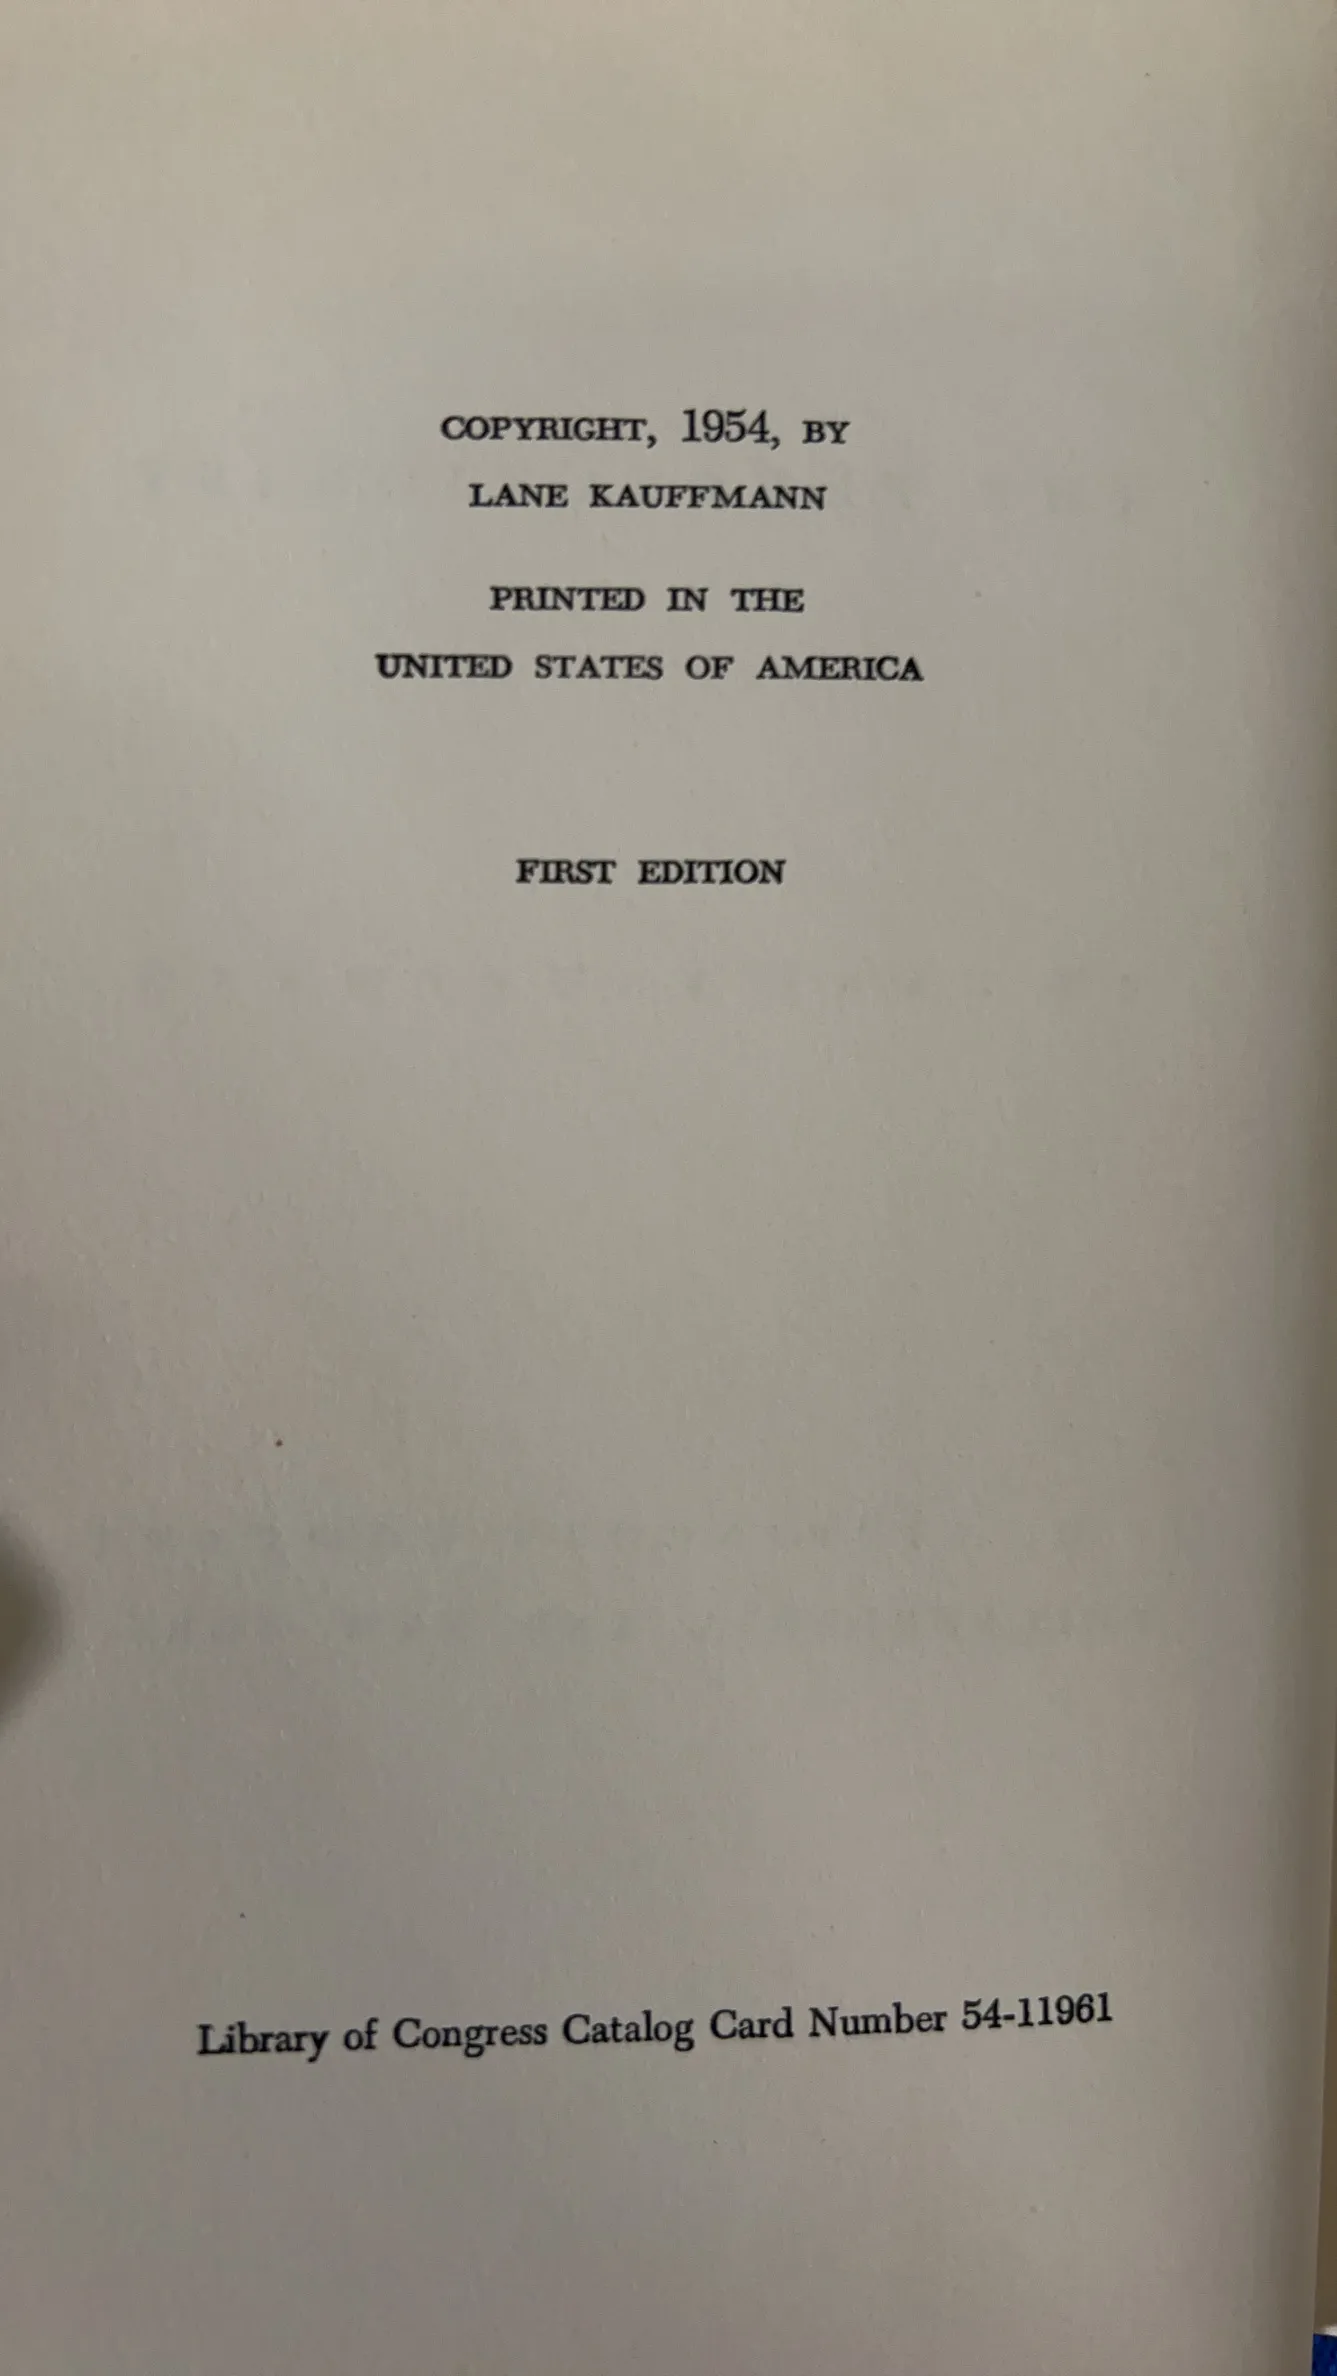 COPYRIGHT, 1954, BY
LANE KAUFFMANN
PRINTED IN THE
UNITED STATES OF AMERICA
FIRST EDITION
Library of Congress Catalog Card Number 54-11961